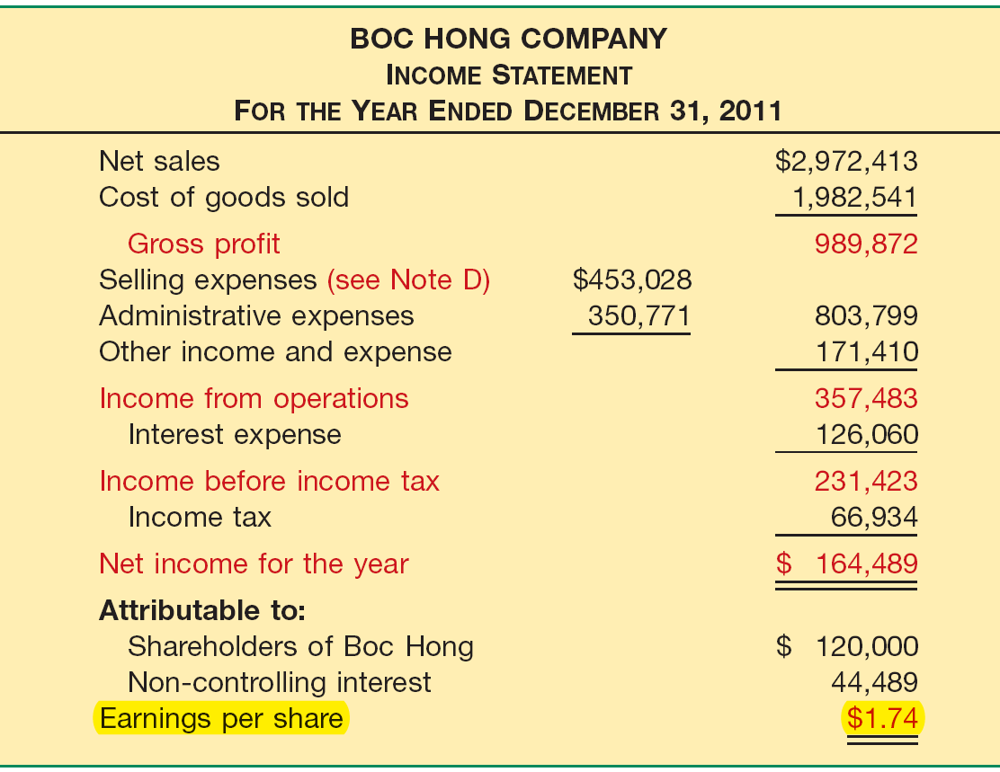 BOC HONG COMPANY
INCOME STATEMENT
FOR THE YEAR ENDED DECEMBER 31, 2011
Net sales $2,972,413
Cost of goods sold 1,982,541
Gross profit 989,872
Selling expenses (see Note D) $453,028
Administrative expenses 350,771 803,799
Other income and expense 171,410
Income from operations 357,483
Interest expense 126,060
Income before income tax 231,423
Income tax 66,934
Net income for the year $ 164,489
Attributable to:
Shareholders of Boc Hong $ 120,000
Non-controlling interest 44,489
Earnings per share $1.74